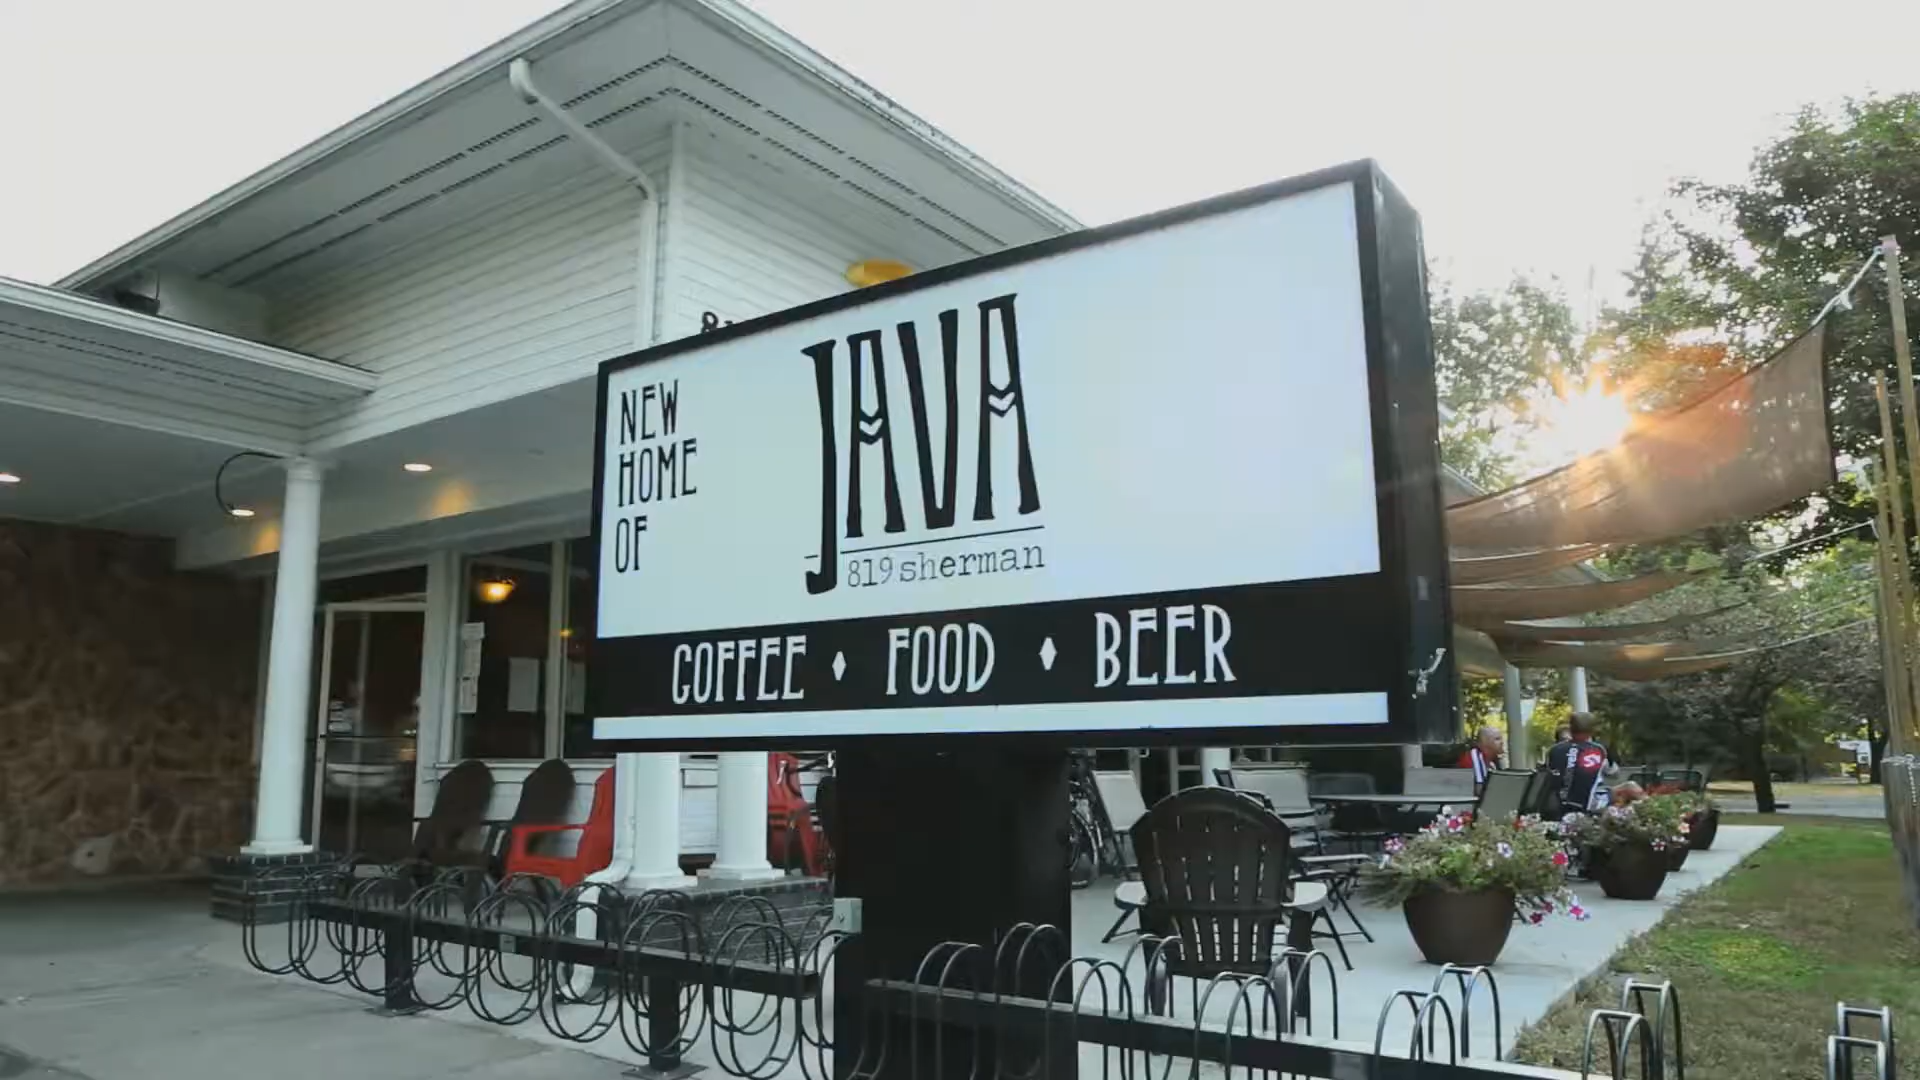 NEW
HOME
OF
JAVA
819 sherman
COFFEE ♦ FOOD ♦ BEER